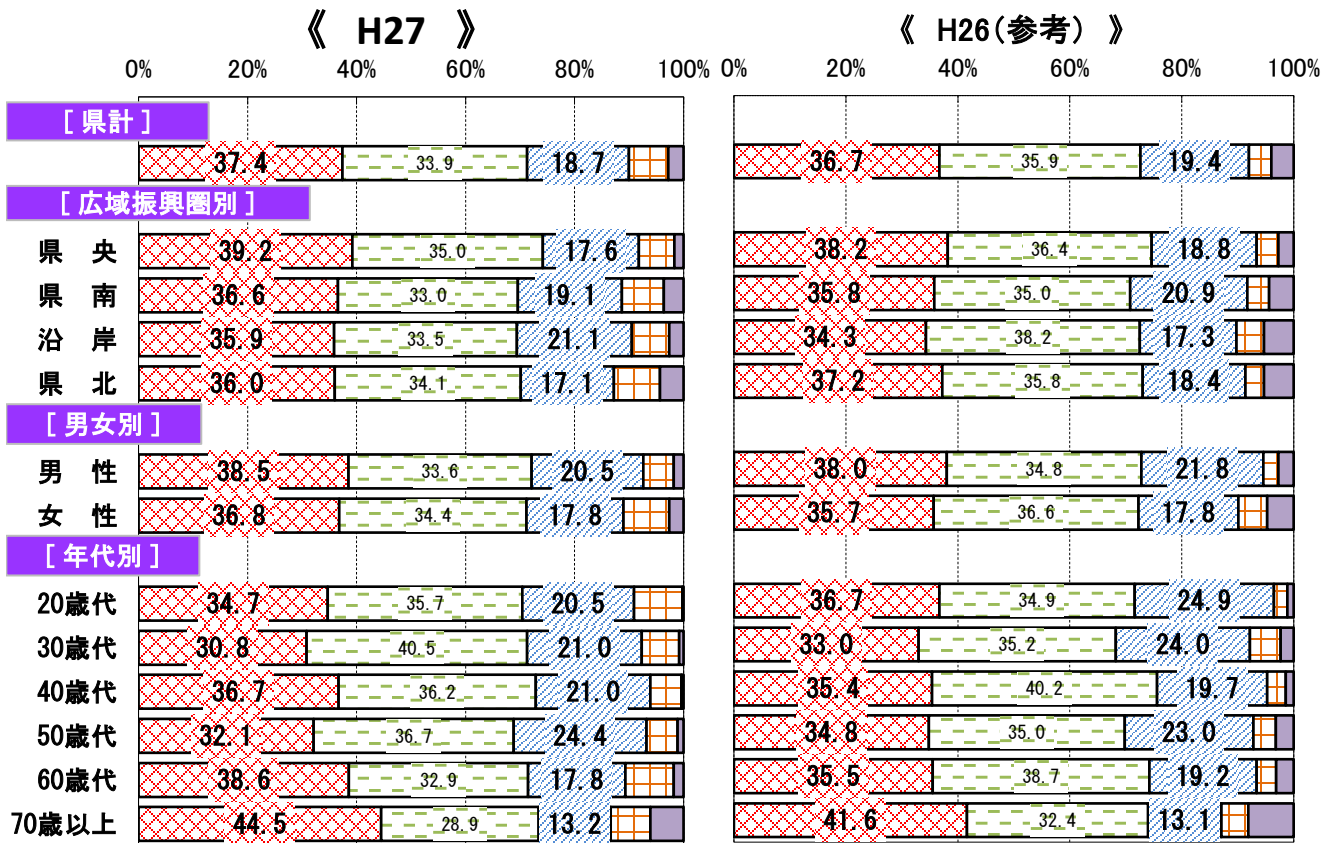 《 H27 》 《 H26(参考) 》
0% 20% 40% 60% 80% 100% 0% 20% 40% 60% 80% 100%
[ 県計 ]
37.4 33.9 18.7 36.7 35.9 19.4
[ 広域振興圏別 ]
県 央 39.2 35.0 17.6 38.2 36.4 18.8
県 南 36.6 33.0 19.1 35.8 35.0 20.9
沿 岸 35.9 33.5 21.1 34.3 38.2 17.3
県 北 36.0 34.1 17.1 37.2 35.8 18.4
[ 男女別 ]
男 性 38.5 33.6 20.5 38.0 34.8 21.8
女 性 36.8 34.4 17.8 35.7 36.6 17.8
[ 年代別 ]
20歳代 34.7 35.7 20.5 36.7 34.9 24.9
30歳代 30.8 40.5 21.0 33.0 35.2 24.0
40歳代 36.7 36.2 21.0 35.4 40.2 19.7
50歳代 32.1 36.7 24.4 34.8 35.0 23.0
60歳代 38.6 32.9 17.8 35.5 38.7 19.2
70歳以上 44.5 28.9 13.2 41.6 32.4 13.1